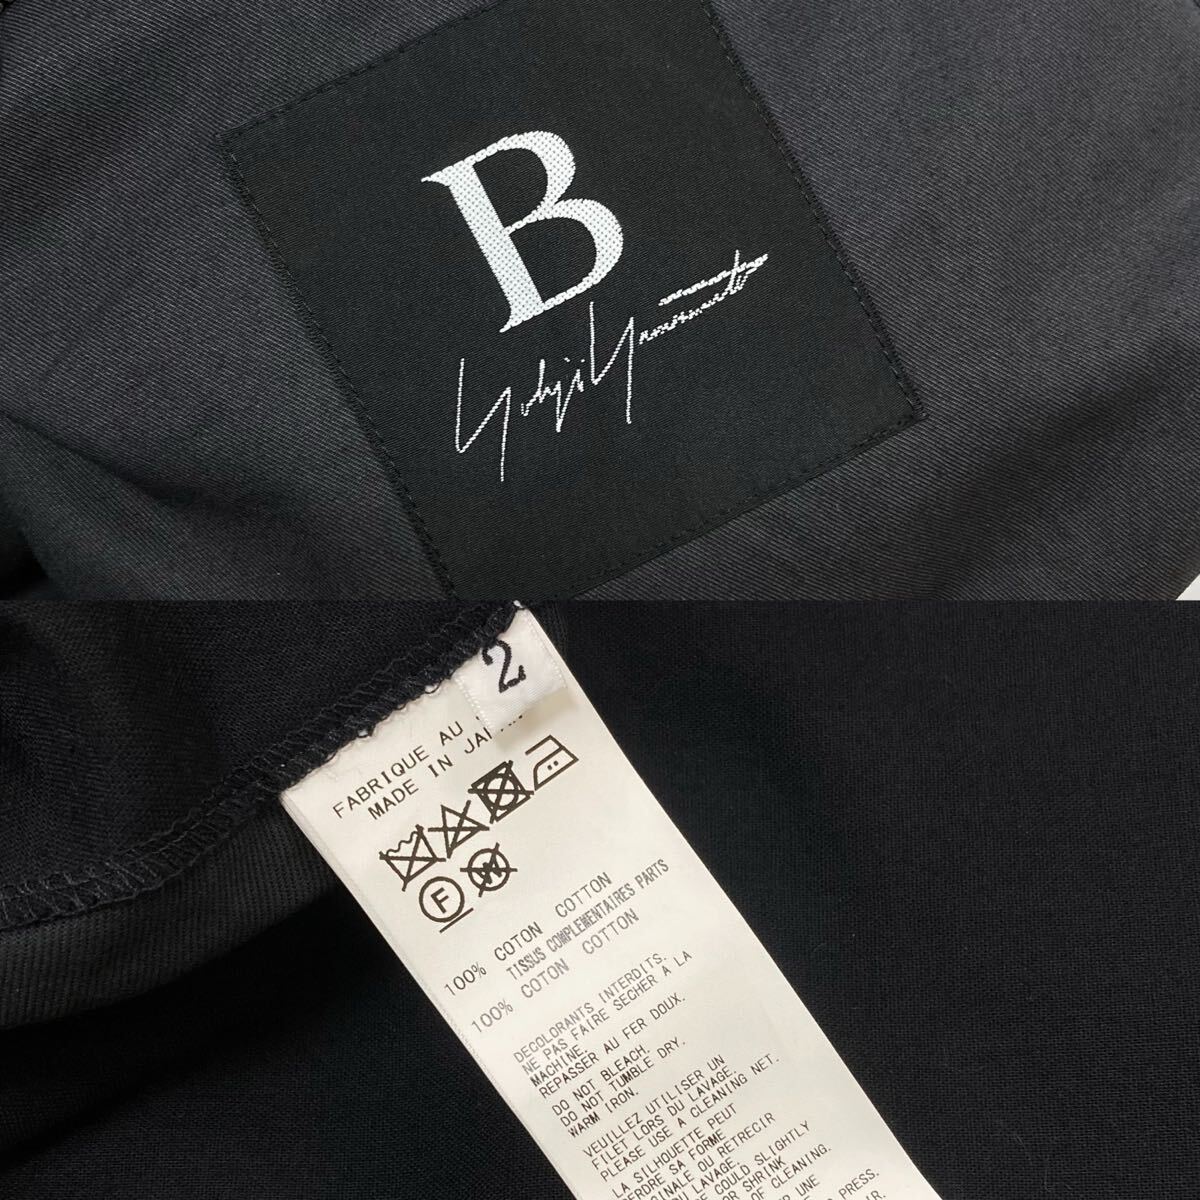 B
Yohji Yamamoto
2
FABRIQUE AU
MADE IN JAPAN
F
W
100% COTON COTTON
TISSUS COMPLEMENTAIRES PARTS
100% COTON COTTON
DECOLORANTS INTERDITS.
NE PAS FAIRE SECHER A LA
MACHINE.
REPASSER AU FER DOUX.
DO NOT BLEACH.
DO NOT TUMBLE DRY.
WARM IRON.
VEUILLEZ UTILISER UN
FILET LORS DU LAVAGE.
PLEASE USE A CLEANING NET.
LA SILHOUETTE PEUT
PERDRE SA FORME
ORIGINALE OU RETRECIR
DU LAVAGE.
COULD SLIGHTLY
OR SHRINK
OF CLEANING.
UNE
PRESS.